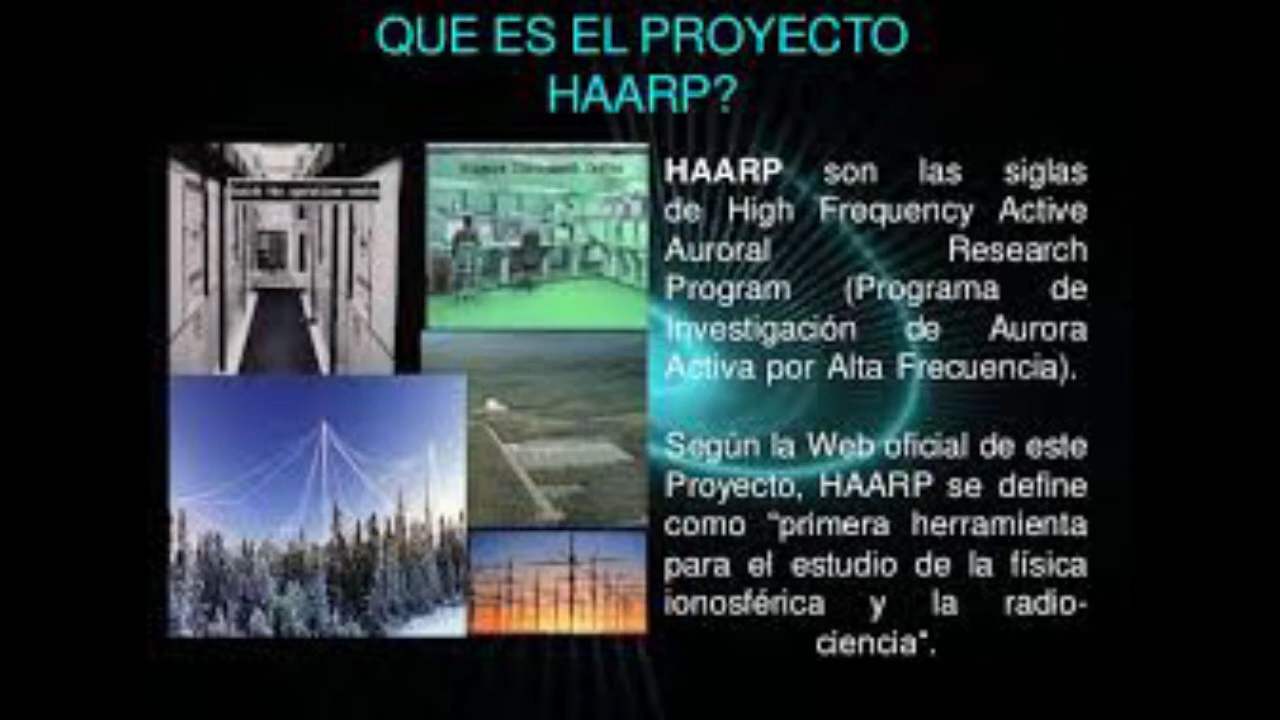 QUE ES EL PROYECTO
HAARP?
HAARP son las siglas
de High Frequency Active
Auroral Research
Program (Programa de
Investigación de Aurora
Activa por Alta Frecuencia).
Según la Web oficial de este
Proyecto, HAARP se define
como "primera herramienta
para el estudio de la física
ionosférica y la radio-
ciencia".